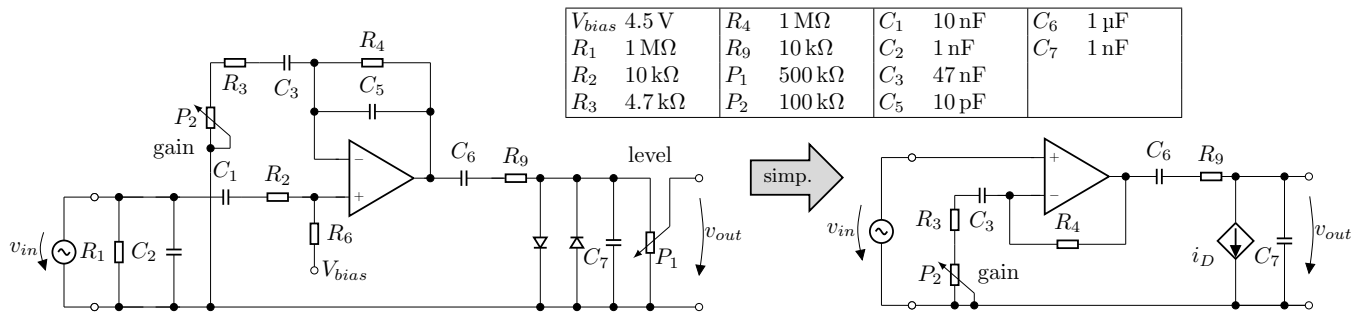 V_bias 4.5 V R_4 1 MΩ C_1 10 nF C_6 1 µF
R_1 1 MΩ R_9 10 kΩ C_2 1 nF C_7 1 nF
R_2 10 kΩ P_1 500 kΩ C_3 47 nF
R_3 4.7 kΩ P_2 100 kΩ C_5 10 pF
R_4
R_3
C_3
C_5
P_2
gain
C_1
R_2
−
+
C_6
R_9
level
R_6
v_in
R_1
C_2
V_bias
C_7
P_1
v_out
simp.
+
−
C_6
R_9
R_3
C_3
R_4
v_in
P_2
gain
i_D
C_7
v_out